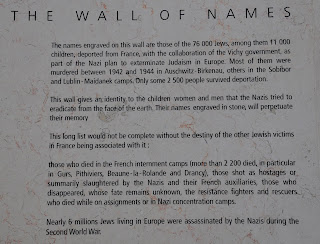 THE WALL OF NAMES
The names engraved on this wall are those of the 76 000 Jews, among them 11 000
children, deported from France, with the collaboration of the Vichy government, as
part of the Nazi plan to exterminate Judaism in Europe. Most of them were
murdered between 1942 and 1944 in Auschwitz-Birkenau, others in the Sobibor
and Lublin-Maïdanek camps. Only some 2 500 people survived deportation.
This wall gives an identity to the children women and men that the Nazis tried to
eradicate from the face of the earth. Their names engraved in stone, will perpetuate
their memory
This long list would not be complete without the destiny of the other Jewish victims
in France being associated with it :
those who died in the French internment camps (more than 2 200 died, in particular
in Gurs, Pithiviers, Beaune-la-Rolande and Drancy), those shot as hostages or
summarily slaughtered by the Nazis and their French auxiliaries, those who
disappeared, whose fate remains unknown, the resistance fighters and rescuers
who died while on assignments or in Nazi concentration camps.
Nearly 6 millions Jews living in Europe were assassinated by the Nazis during the
Second World War.